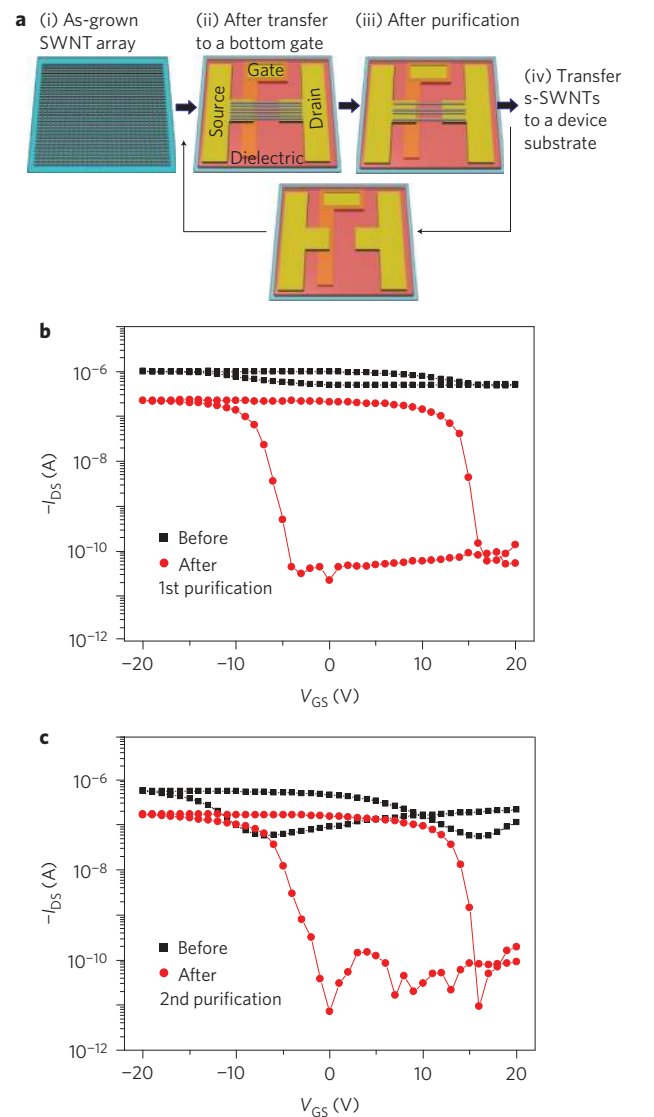 a (i) As-grown
SWNT array
(ii) After transfer
to a bottom gate
(iii) After purification
(iv) Transfer
s-SWNTs
to a device
substrate
Gate
Source
Drain
Dielectric
b
10⁻⁶
10⁻⁸
10⁻¹⁰
10⁻¹²
−I_DS (A)
Before
After
1st purification
−20 −10 0 10 20
V_GS (V)
c
10⁻⁶
10⁻⁸
10⁻¹⁰
10⁻¹²
−I_DS (A)
Before
After
2nd purification
−20 −10 0 10 20
V_GS (V)